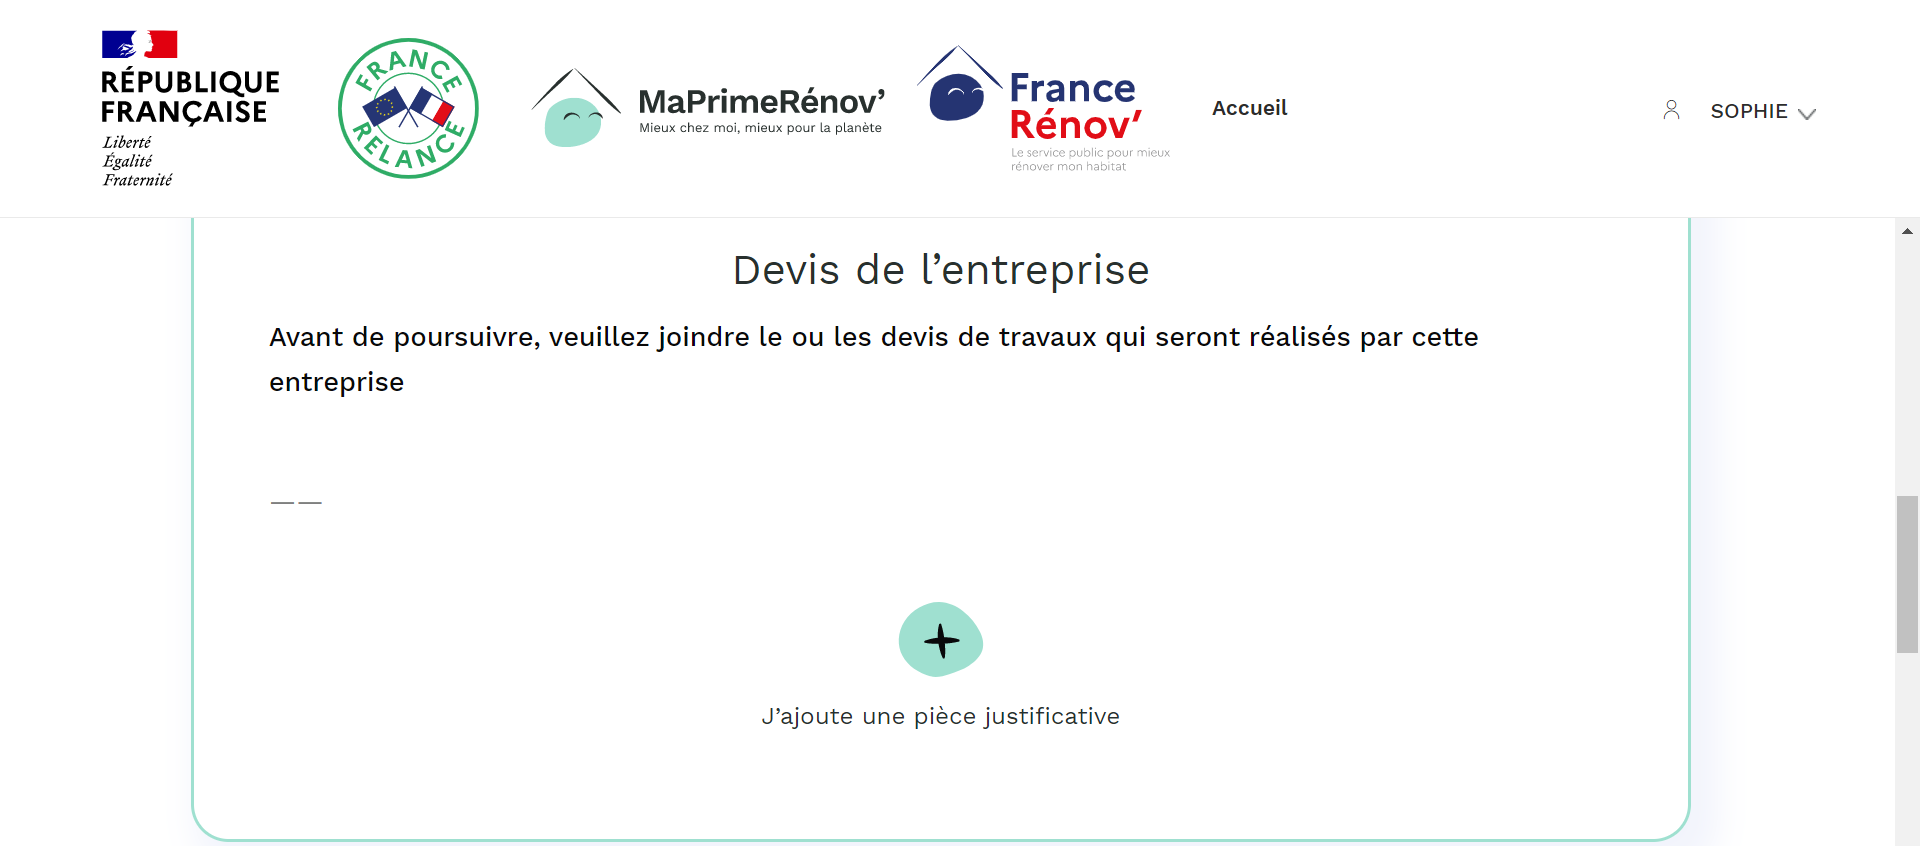 RÉPUBLIQUE
FRANÇAISE
Liberté
Égalité
Fraternité
FRANCE
RELANCE
MaPrimeRénov’
Mieux chez moi, mieux pour la planète
France
Rénov’
Le service public pour mieux
rénover mon habitat
Accueil
SOPHIE
Devis de l’entreprise
Avant de poursuivre, veuillez joindre le ou les devis de travaux qui seront réalisés par cette
entreprise
——
J’ajoute une pièce justificative